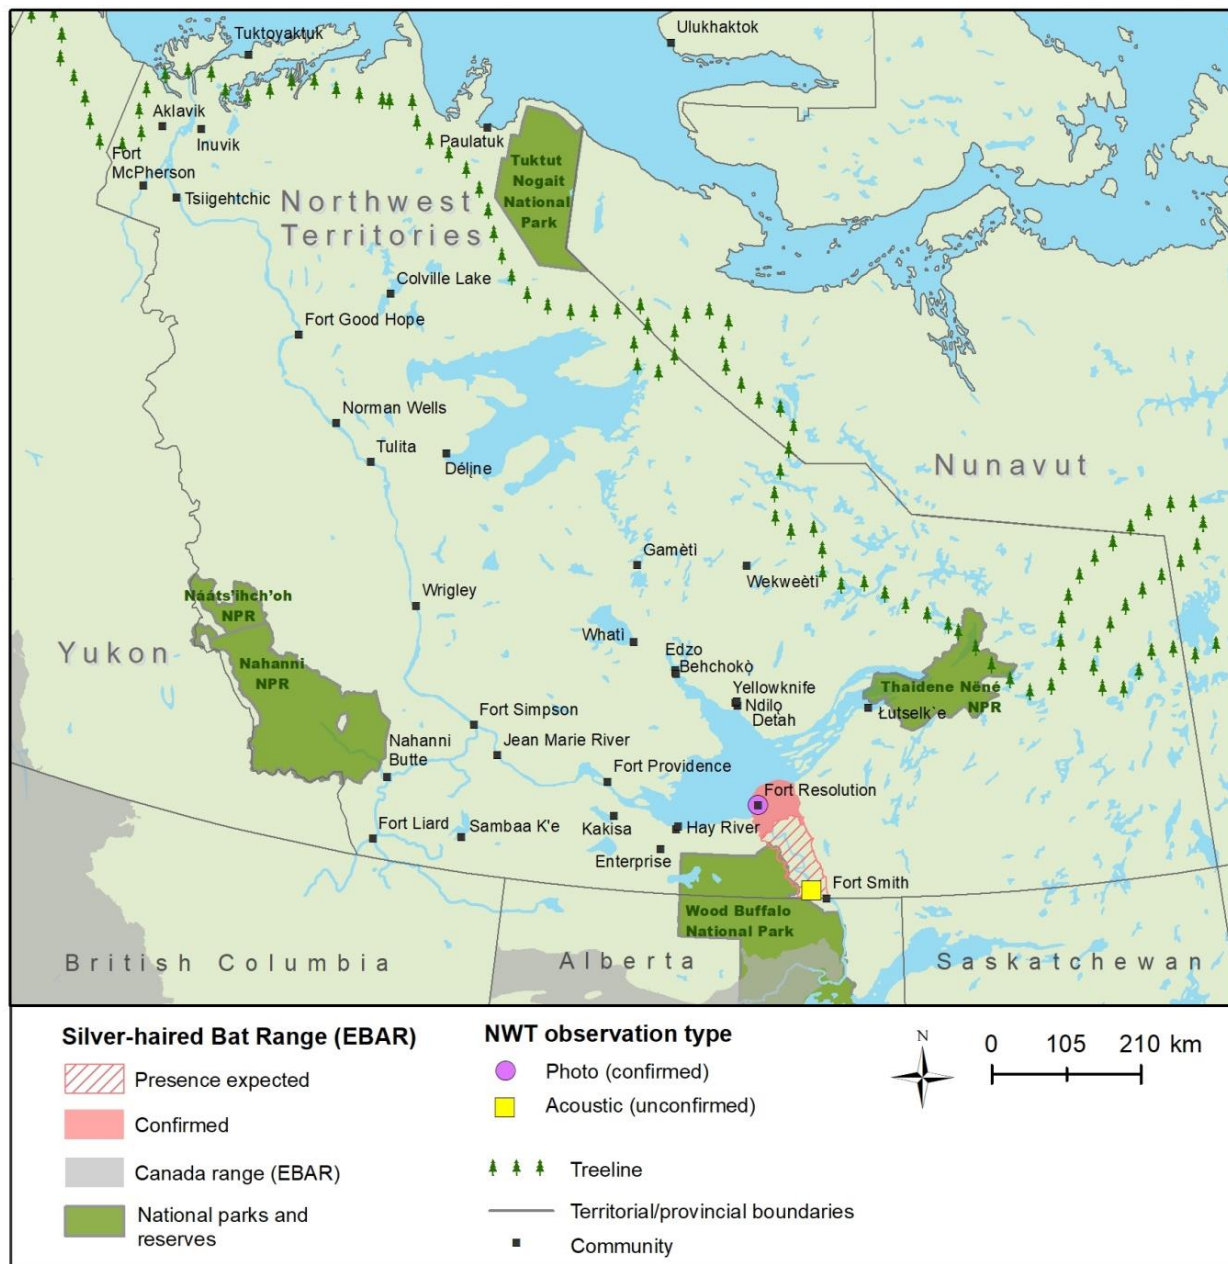 Tuktoyaktuk
Ulukhaktok
Aklavik
Inuvik
Paulatuk
Fort
McPherson
Tsiigehtchic
Tuktut
Nogait
National
Park
Northwest
Territories
Colville Lake
Fort Good Hope
Norman Wells
Tulita
Délįne
Nunavut
Gamètì
Wekweètì
Nááts'ihch'oh
NPR
Wrigley
Whatì
Yukon
Edzo
Behchokò
Nahanni
NPR
Yellowknife
Ndilǫ
Detah
Thaidene Nëné
NPR
Łutselk`e
Fort Simpson
Nahanni
Butte
Jean Marie River
Fort Providence
Fort Resolution
Fort Liard
Sambaa K'e
Kakisa
Hay River
Enterprise
Fort Smith
Wood Buffalo
National Park
British Columbia
Alberta
Saskatchewan
Silver-haired Bat Range (EBAR)
Presence expected
Confirmed
Canada range (EBAR)
National parks and
reserves
NWT observation type
Photo (confirmed)
Acoustic (unconfirmed)
Treeline
Territorial/provincial boundaries
Community
N
0 105 210 km